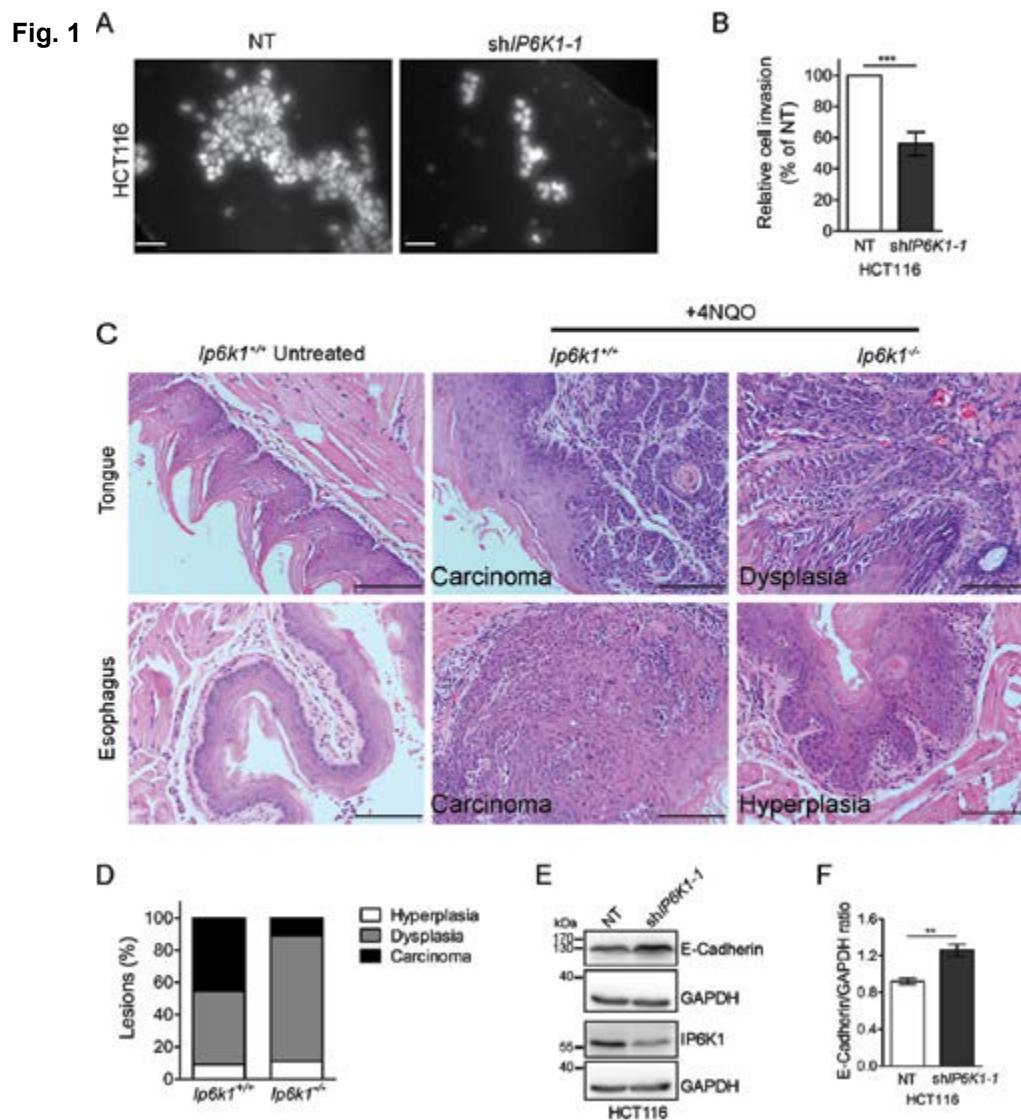 Fig. 1
A
NT
shIP6K1-1
HCT116
B
***
Relative cell invasion
(% of NT)
100
80
60
40
20
0
NT shIP6K1-1
HCT116
C
+4NQO
Ip6k1+/+ Untreated
Ip6k1+/+
Ip6k1-/-
Tongue
Carcinoma
Dysplasia
Esophagus
Carcinoma
Hyperplasia
D
Lesions (%)
100
80
60
40
20
0
Ip6k1+/+ Ip6k1-/-
Hyperplasia
Dysplasia
Carcinoma
E
NT
shIP6K1-1
kDa
170
130
E-Cadherin
40
GAPDH
55
IP6K1
40
GAPDH
HCT116
F
**
E-Cadherin/GAPDH ratio
1.6
1.2
0.8
0.4
0.0
NT shIP6K1-1
HCT116